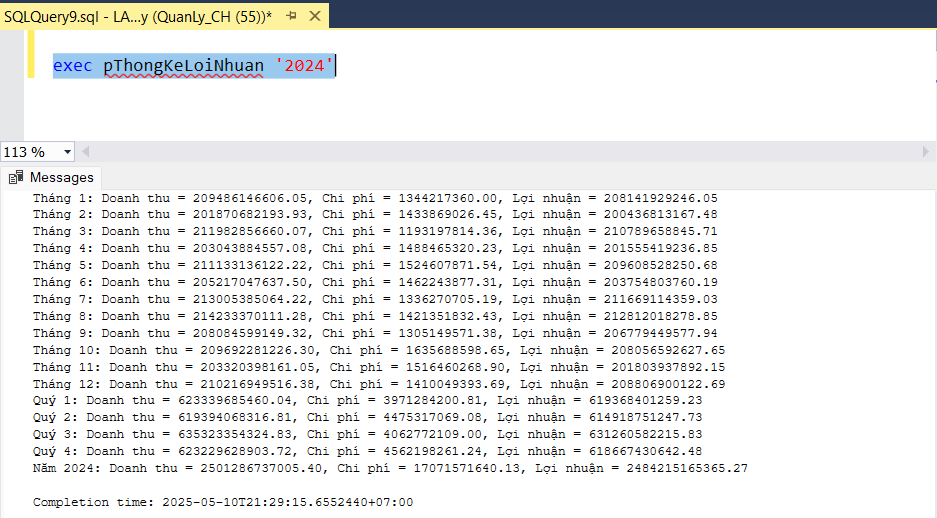 SQLQuery9.sql - LA...y (QuanLy_CH (55))*
exec pThongKeLoiNhuan '2024'
113 %
Messages
Tháng 1: Doanh thu = 209486146606.05, Chi phí = 1344217360.00, Lợi nhuận = 208141929246.05
Tháng 2: Doanh thu = 201870682193.93, Chi phí = 1433869026.45, Lợi nhuận = 200436813167.48
Tháng 3: Doanh thu = 211982856660.07, Chi phí = 1193197814.36, Lợi nhuận = 210789658845.71
Tháng 4: Doanh thu = 203043884557.08, Chi phí = 1488465320.23, Lợi nhuận = 201555419236.85
Tháng 5: Doanh thu = 211133136122.22, Chi phí = 1524607871.54, Lợi nhuận = 209608528250.68
Tháng 6: Doanh thu = 205217047637.50, Chi phí = 1462243877.31, Lợi nhuận = 203754803760.19
Tháng 7: Doanh thu = 213005385064.22, Chi phí = 1336270705.19, Lợi nhuận = 211669114359.03
Tháng 8: Doanh thu = 214233370111.28, Chi phí = 1421351832.43, Lợi nhuận = 212812018278.85
Tháng 9: Doanh thu = 208084599149.32, Chi phí = 1305149571.38, Lợi nhuận = 206779449577.94
Tháng 10: Doanh thu = 209692281226.30, Chi phí = 1635688598.65, Lợi nhuận = 208056592627.65
Tháng 11: Doanh thu = 203320398161.05, Chi phí = 1516460268.90, Lợi nhuận = 201803937892.15
Tháng 12: Doanh thu = 210216949516.38, Chi phí = 1410049393.69, Lợi nhuận = 208806900122.69
Quý 1: Doanh thu = 623339685460.04, Chi phí = 3971284200.81, Lợi nhuận = 619368401259.23
Quý 2: Doanh thu = 619394068316.81, Chi phí = 4475317069.08, Lợi nhuận = 614918751247.73
Quý 3: Doanh thu = 635323354324.83, Chi phí = 4062772109.00, Lợi nhuận = 631260582215.83
Quý 4: Doanh thu = 623229628903.72, Chi phí = 4562198261.24, Lợi nhuận = 618667430642.48
Năm 2024: Doanh thu = 2501286737005.40, Chi phí = 17071571640.13, Lợi nhuận = 2484215165365.27
Completion time: 2025-05-10T21:29:15.6552440+07:00